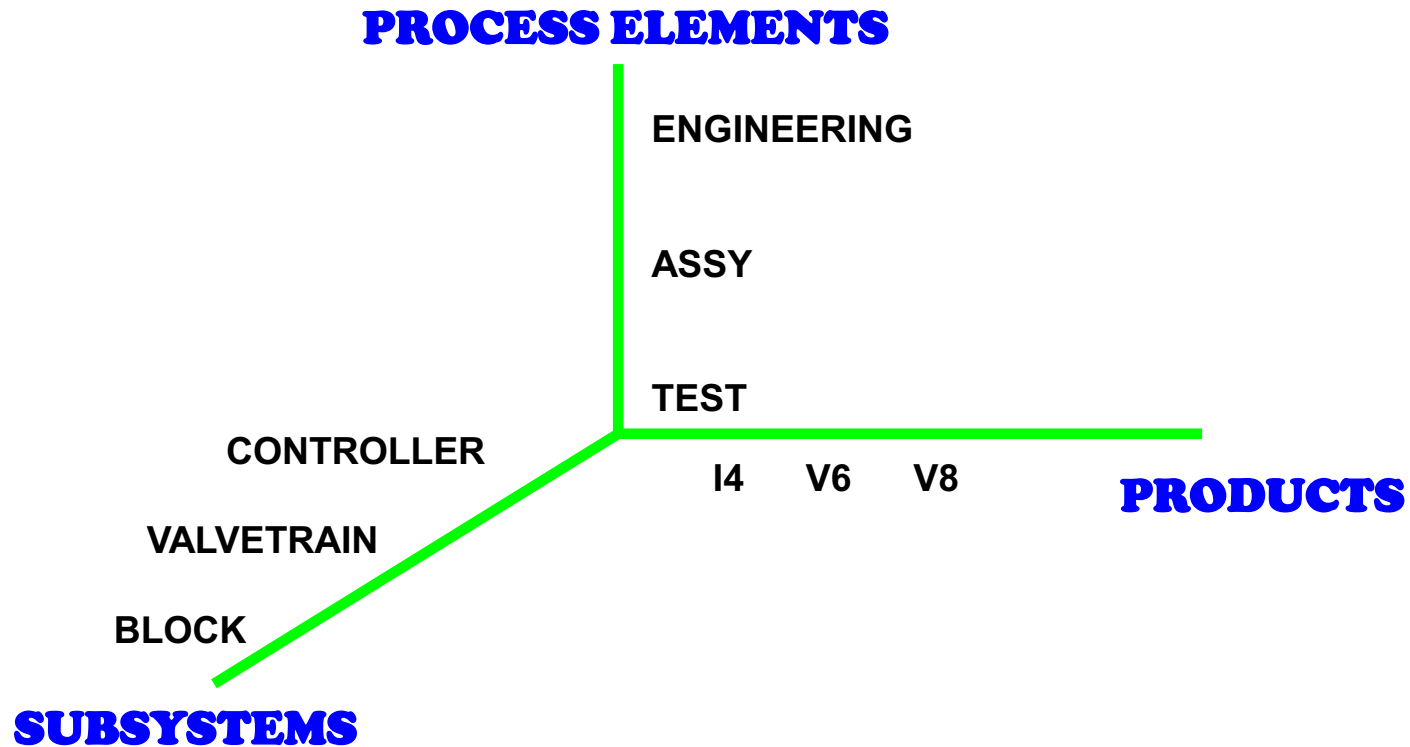 PROCESS ELEMENTS
ENGINEERING
ASSY
TEST
CONTROLLER
I4 V6 V8
PRODUCTS
VALVETRAIN
BLOCK
SUBSYSTEMS